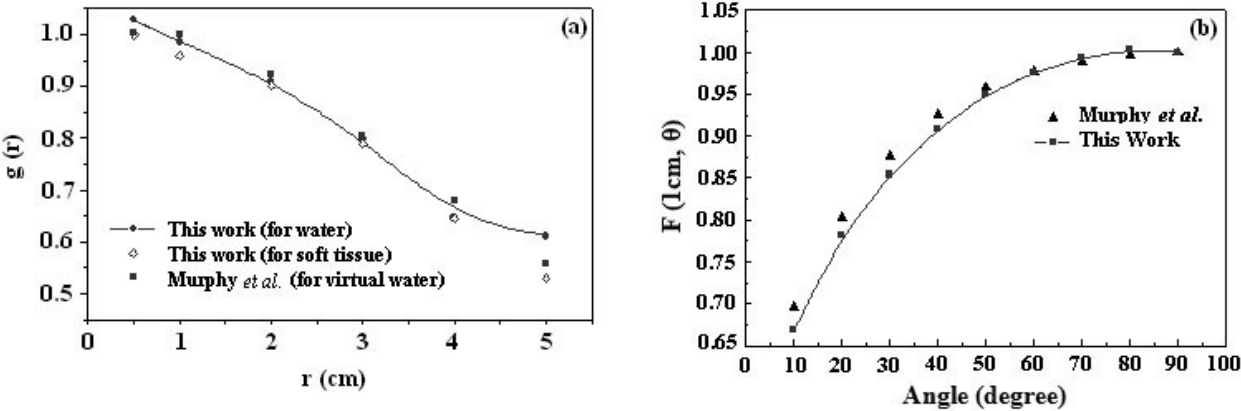 (a)
1.0
0.9
0.8
0.7
0.6
0.5
g (r)
This work (for water)
This work (for soft tissue)
Murphy et al. (for virtual water)
0 1 2 3 4 5
r (cm)
(b)
1.05
1.00
0.95
0.90
0.85
0.80
0.75
0.70
0.65
F (1cm, θ)
Murphy et al.
This Work
0 10 20 30 40 50 60 70 80 90 100
Angle (degree)